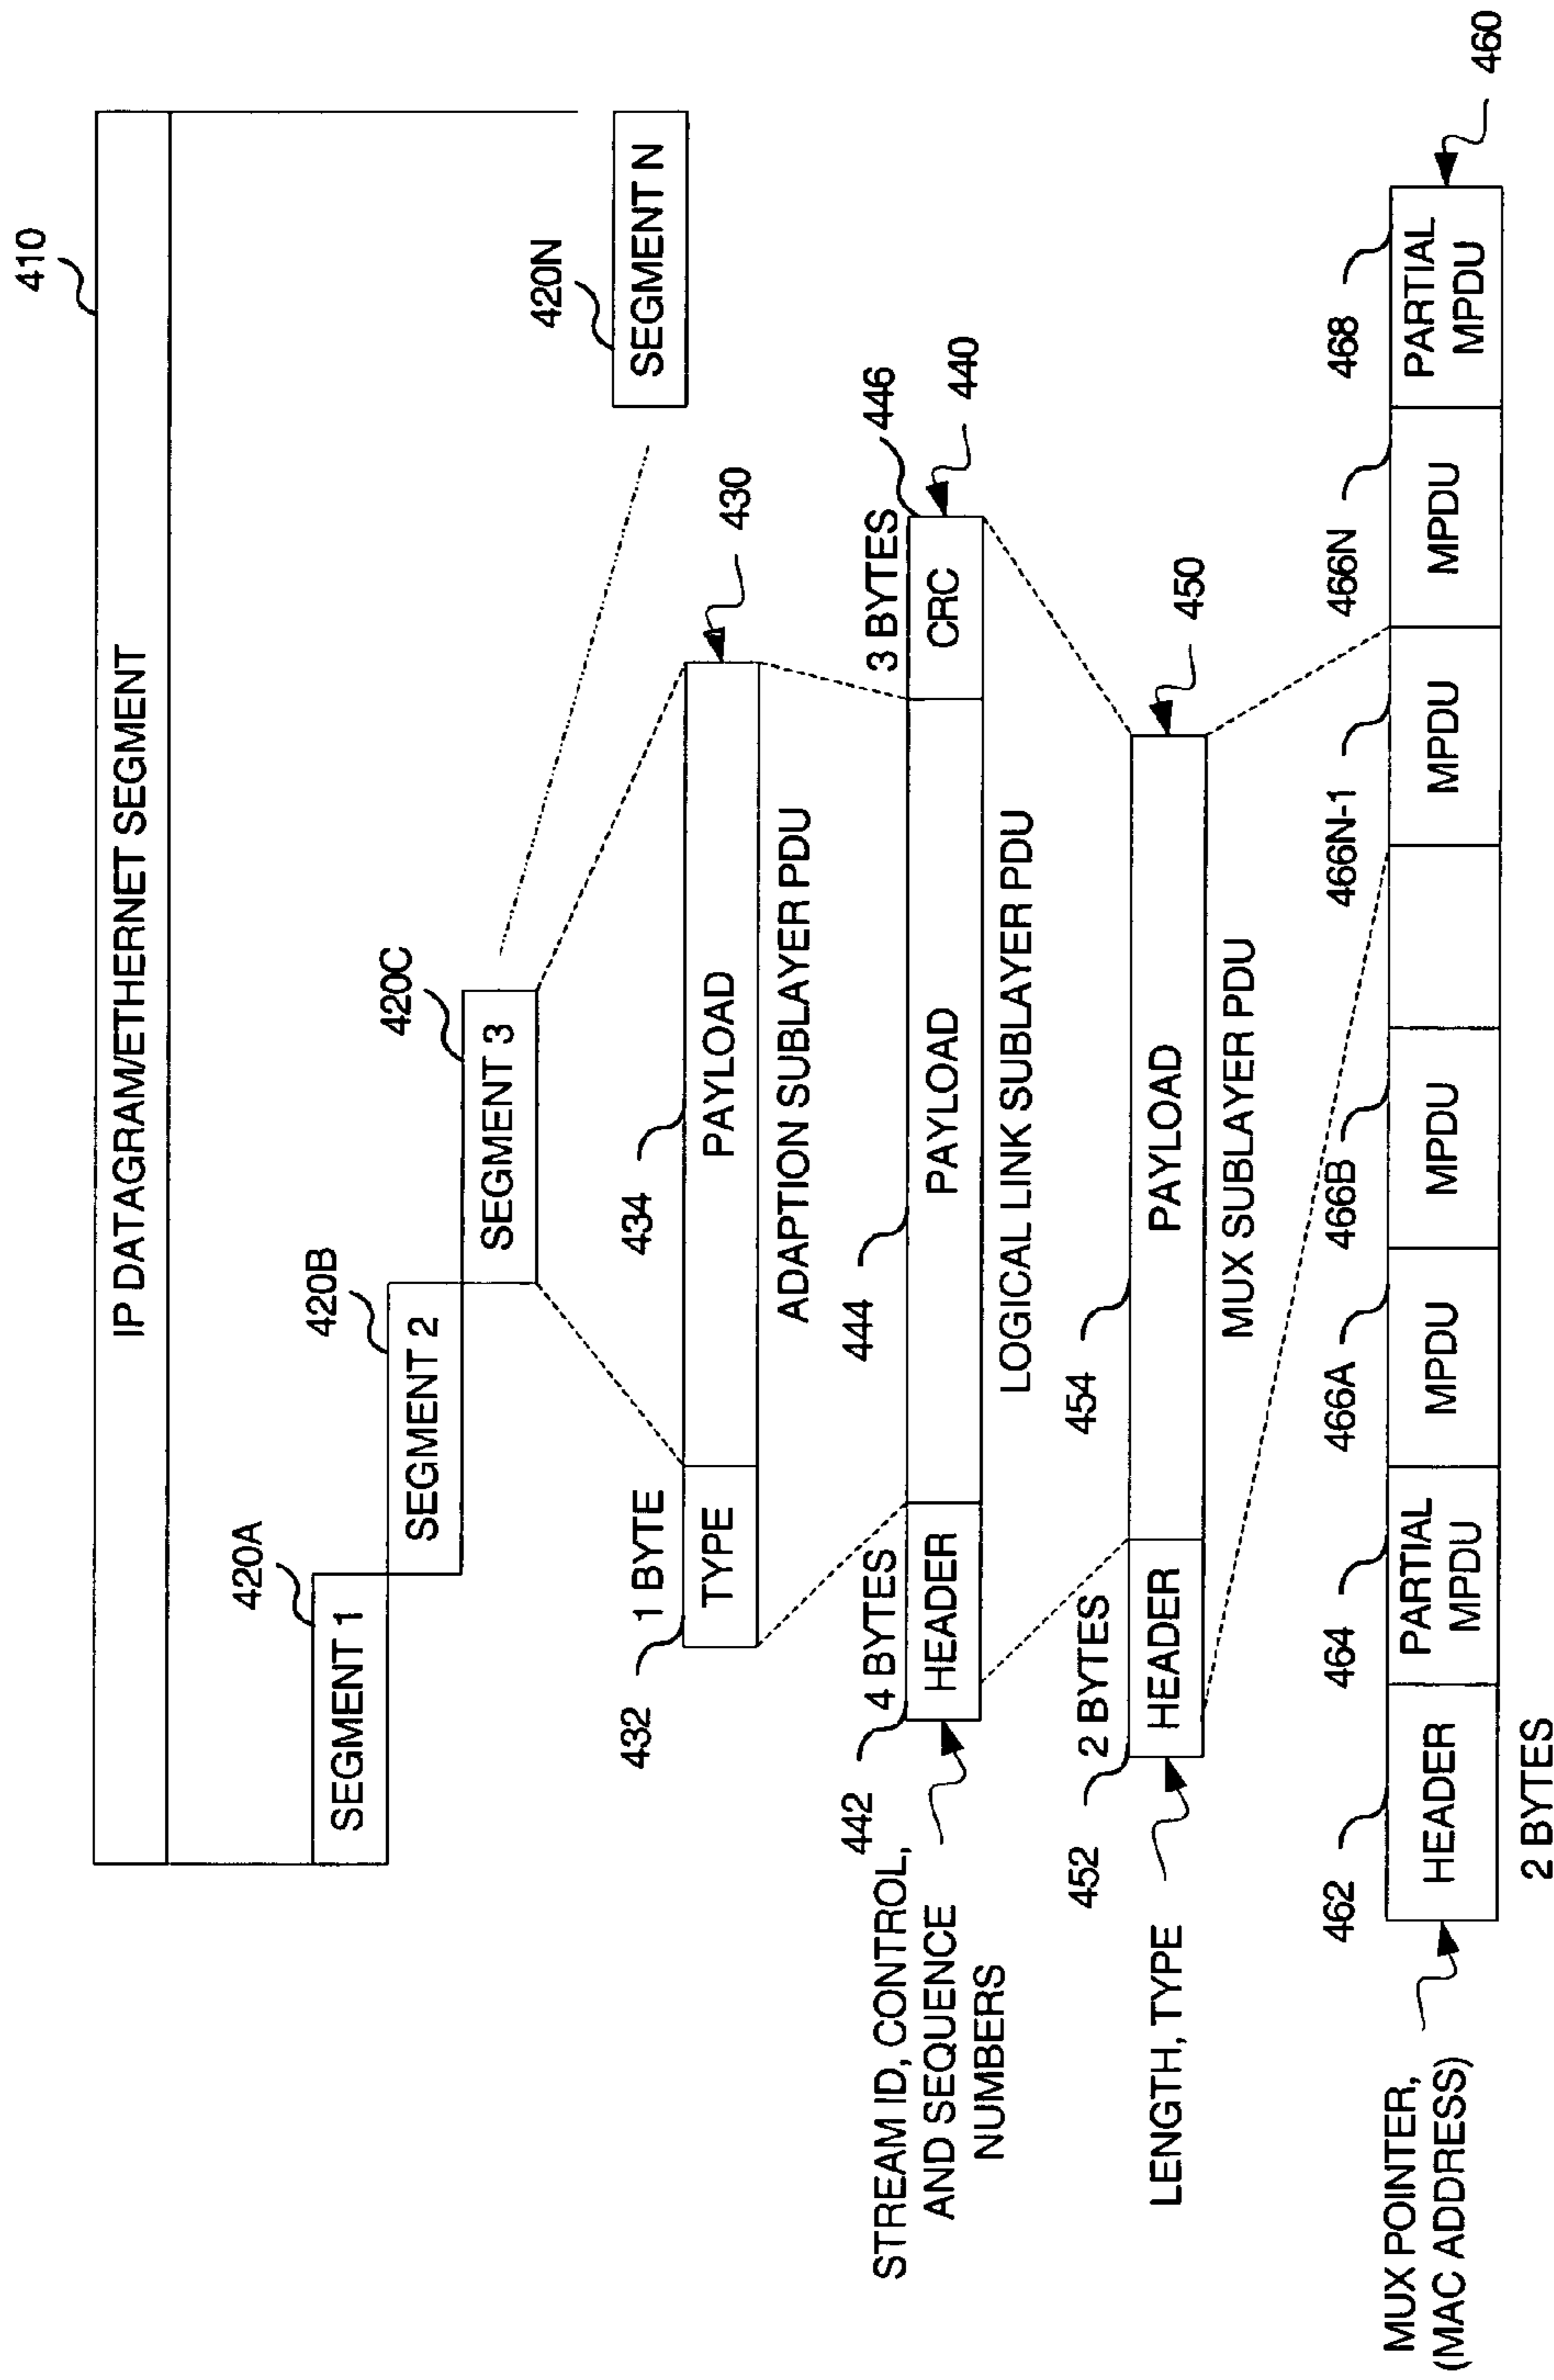 410
IP DATAGRAM/ETHERNET SEGMENT
420A
SEGMENT 1
420B
SEGMENT 2
420C
SEGMENT 3
420N
SEGMENT N
432
1 BYTE
434
430
TYPE
PAYLOAD
ADAPTION SUBLAYER PDU
442
4 BYTES
444
3 BYTES
446
440
STREAM ID, CONTROL,
AND SEQUENCE
NUMBERS
HEADER
PAYLOAD
CRC
LOGICAL LINK SUBLAYER PDU
452
2 BYTES
454
450
LENGTH, TYPE
HEADER
PAYLOAD
MUX SUBLAYER PDU
462
464
466A
466B
466N-1
466N
468
460
MUX POINTER,
(MAC ADDRESS)
HEADER
PARTIAL
MPDU
MPDU
MPDU
MPDU
MPDU
PARTIAL
MPDU
2 BYTES